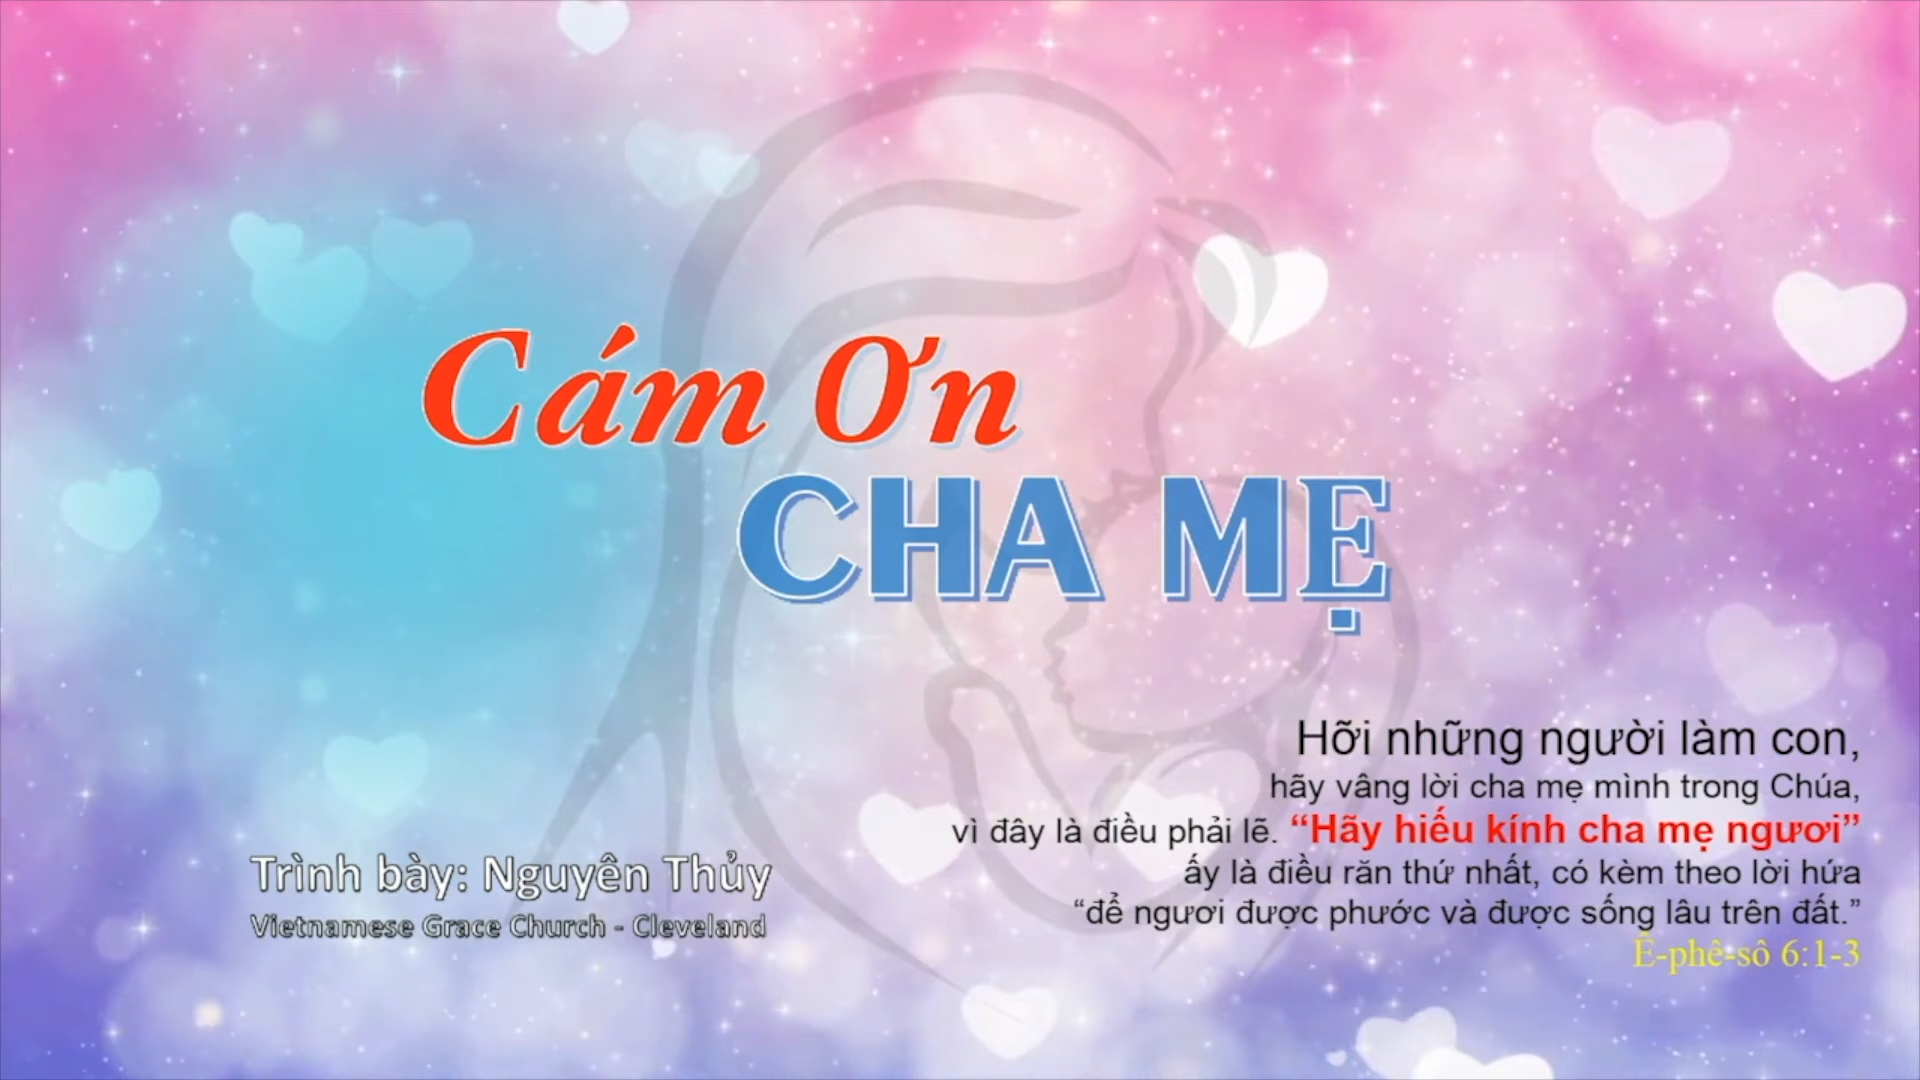 Cám Ơn
CHA MẸ
Hỡi những người làm con,
hãy vâng lời cha mẹ mình trong Chúa,
vì đây là điều phải lẽ. “Hãy hiếu kính cha mẹ ngươi”
ấy là điều răn thứ nhất, có kèm theo lời hứa
“để ngươi được phước và được sống lâu trên đất.”
Ê-phê-sô 6:1-3
Trình bày: Nguyên Thủy
Vietnamese Grace Church - Cleveland